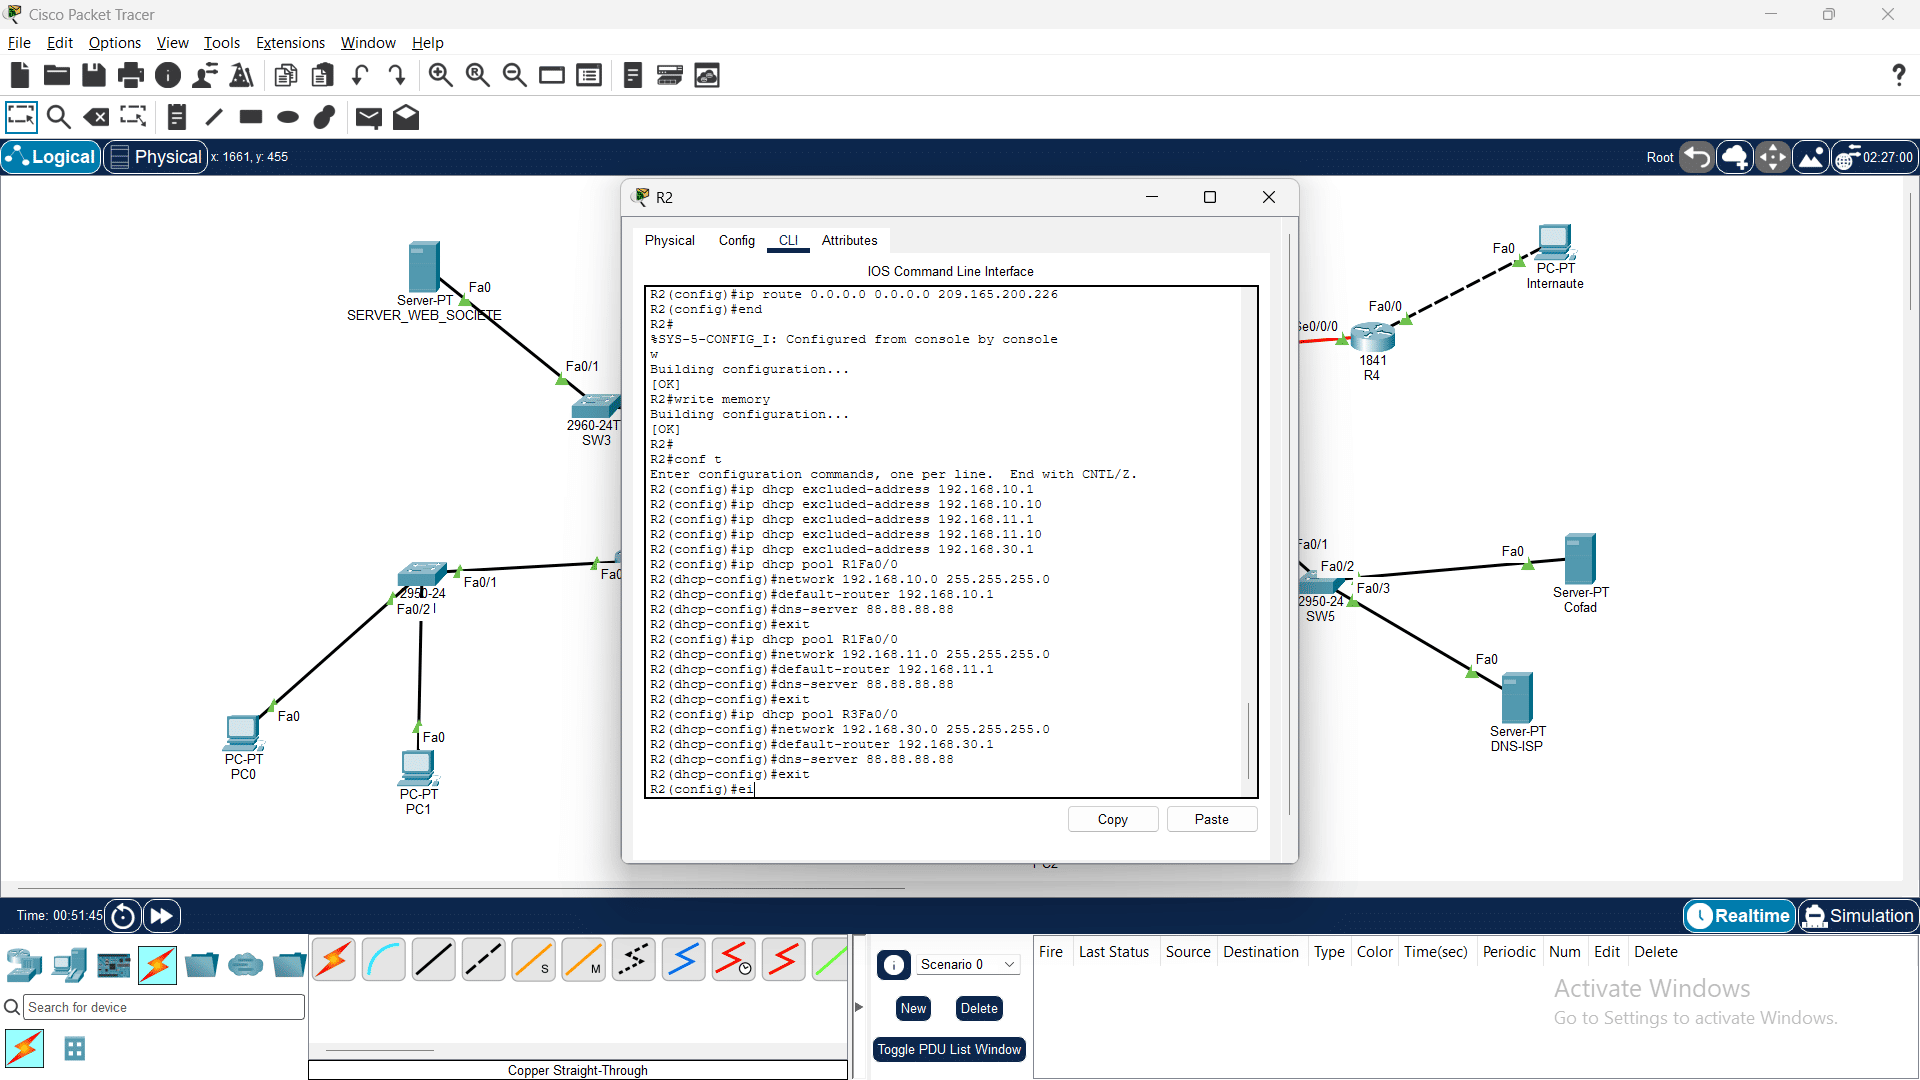 Cisco Packet Tracer
File Edit Options View Tools Extensions Window Help
Logical Physical x: 1661, y: 455 Root 02:27:00
R2
Physical Config CLI Attributes
IOS Command Line Interface
R2(config)#ip route 0.0.0.0 0.0.0.0 209.165.200.226
R2(config)#end
R2#
%SYS-5-CONFIG_I: Configured from console by console
w
Building configuration...
[OK]
R2#write memory
Building configuration...
[OK]
R2#
R2#conf t
Enter configuration commands, one per line.  End with CNTL/Z.
R2(config)#ip dhcp excluded-address 192.168.10.1
R2(config)#ip dhcp excluded-address 192.168.10.10
R2(config)#ip dhcp excluded-address 192.168.11.1
R2(config)#ip dhcp excluded-address 192.168.11.10
R2(config)#ip dhcp excluded-address 192.168.30.1
R2(config)#ip dhcp pool R1Fa0/0
R2(dhcp-config)#network 192.168.10.0 255.255.255.0
R2(dhcp-config)#default-router 192.168.10.1
R2(dhcp-config)#dns-server 88.88.88.88
R2(dhcp-config)#exit
R2(config)#ip dhcp pool R1Fa0/0
R2(dhcp-config)#network 192.168.11.0 255.255.255.0
R2(dhcp-config)#default-router 192.168.11.1
R2(dhcp-config)#dns-server 88.88.88.88
R2(dhcp-config)#exit
R2(config)#ip dhcp pool R3Fa0/0
R2(dhcp-config)#network 192.168.30.0 255.255.255.0
R2(dhcp-config)#default-router 192.168.30.1
R2(dhcp-config)#dns-server 88.88.88.88
R2(dhcp-config)#exit
R2(config)#ei
Copy Paste
Fa0
Server-PT
SERVER_WEB_SOCIETE
Fa0/1
2960-24T
SW3
Fa0/1
2950-24
Fa0/2
Fa0
PC-PT
PC0
Fa0
PC-PT
PC1
Fa0
PC-PT
Internaute
Fa0/0
Se0/0/0
1841
R4
Fa0/1
Fa0/2
Fa0/3
2950-24
SW5
Fa0
Server-PT
Cofad
Fa0
Server-PT
DNS-ISP
Time: 00:51:45 Realtime Simulation
Search for device
S
M
Copper Straight-Through
Scenario 0
New Delete
Toggle PDU List Window
Fire Last Status Source Destination Type Color Time(sec) Periodic Num Edit Delete
Activate Windows
Go to Settings to activate Windows.